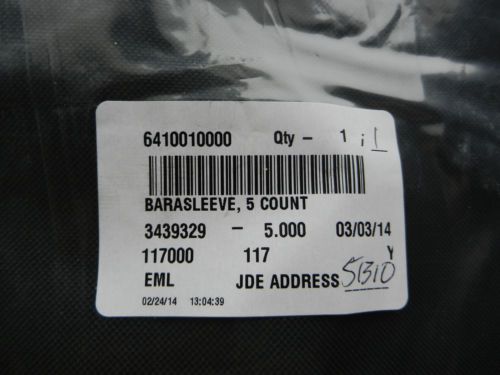 6410010000 Qty - 1 ; 1
BARASLEEVE, 5 COUNT
3439329 - 5.000 03/03/14
117000 117 Y
EML JDE ADDRESS
02/24/14 13:04:39